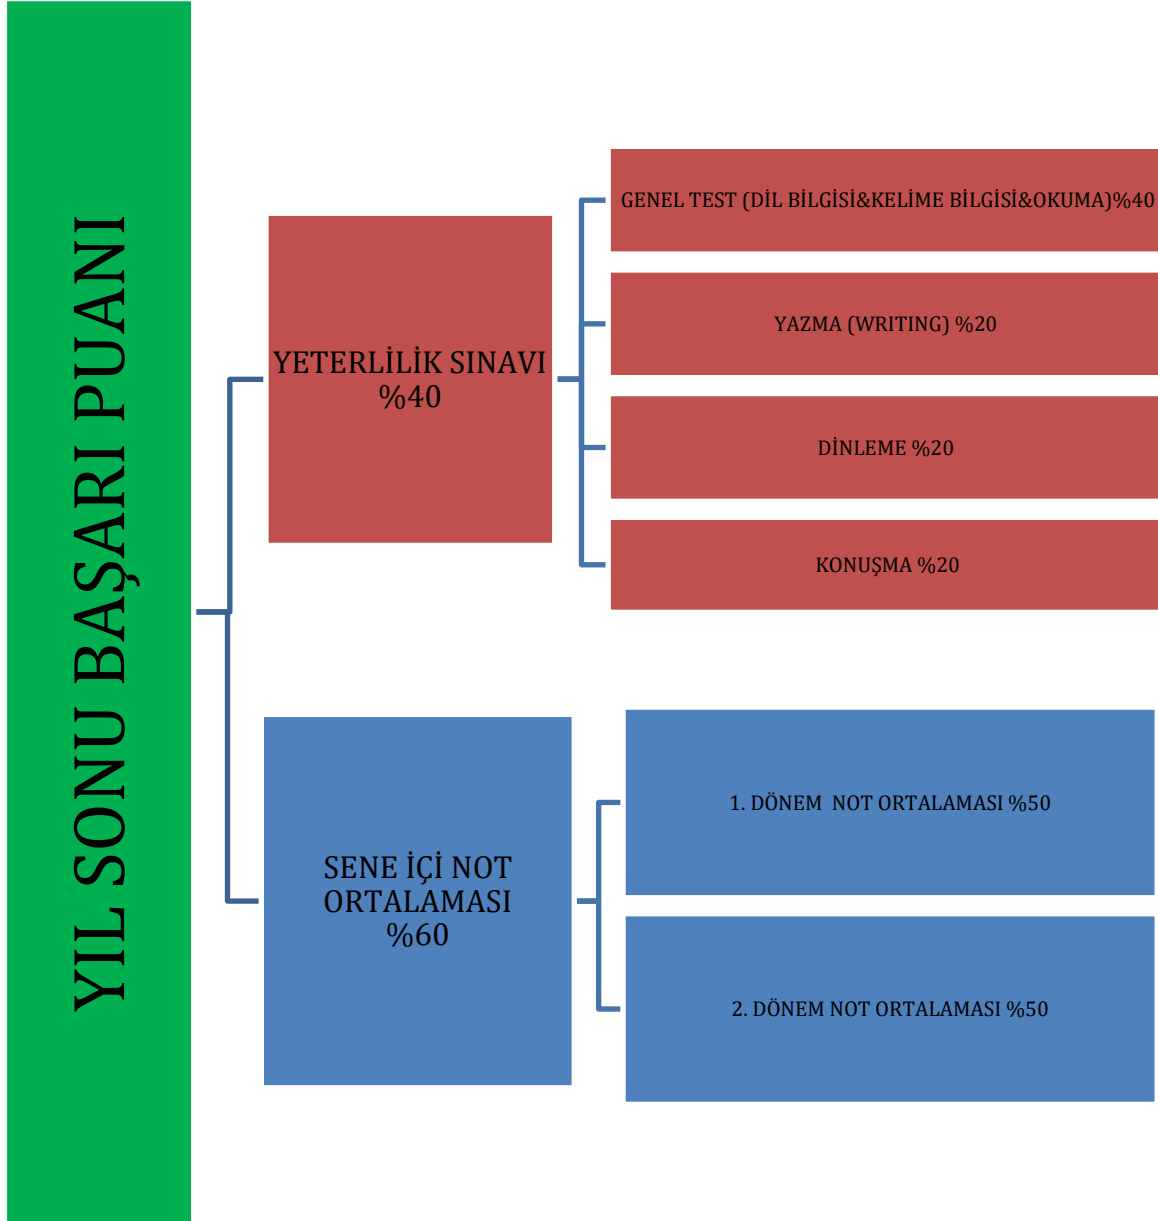 YIL SONU BAŞARI PUANI
YETERLİLİK SINAVI
%40
GENEL TEST (DİL BİLGİSİ&KELİME BİLGİSİ&OKUMA)%40
YAZMA (WRITING) %20
DİNLEME %20
KONUŞMA %20
SENE İÇİ NOT
ORTALAMASI
%60
1. DÖNEM  NOT ORTALAMASI %50
2. DÖNEM NOT ORTALAMASI %50